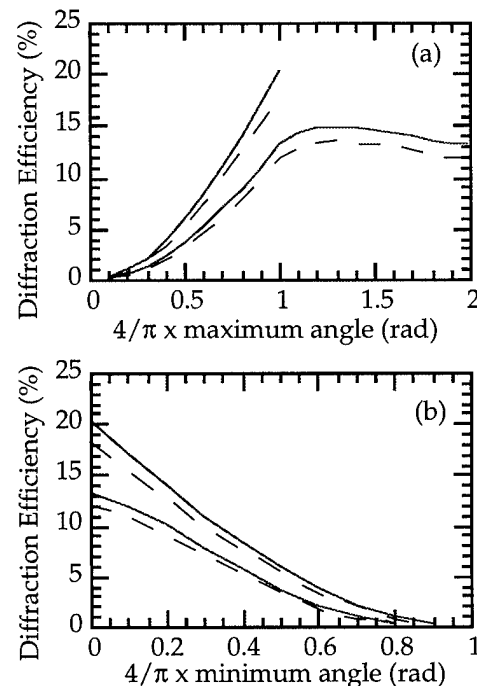 25
20
15
10
5
0
Diffraction Efficiency (%)
(a)
0 0.5 1 1.5 2
4/π x maximum angle (rad)
25
20
15
10
5
0
Diffraction Efficiency (%)
(b)
0 0.2 0.4 0.6 0.8 1
4/π x minimum angle (rad)